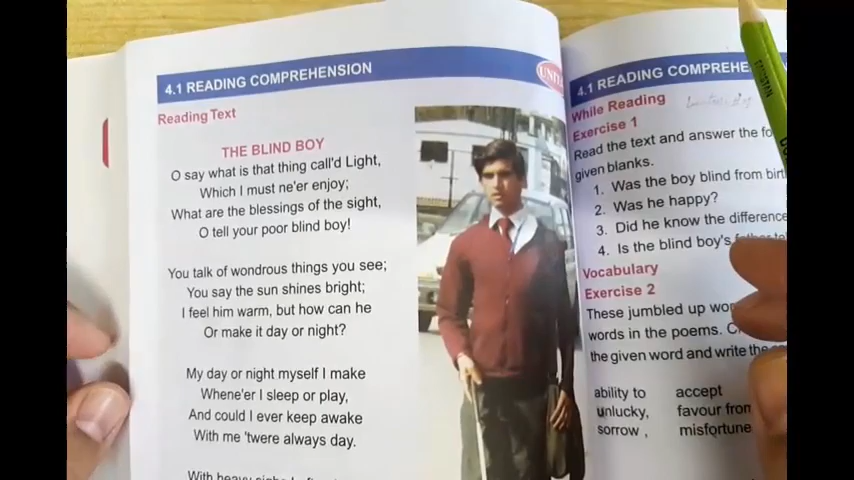 4.1 READING COMPREHENSION
UNIT
Reading Text
THE BLIND BOY
O say what is that thing call'd Light,
Which I must ne'er enjoy;
What are the blessings of the sight,
O tell your poor blind boy!
You talk of wondrous things you see;
You say the sun shines bright;
I feel him warm, but how can he
Or make it day or night?
My day or night myself I make
Whene'er I sleep or play,
And could I ever keep awake
With me 'twere always day.
With heavy sighs I often
4.1 READING COMPREHENSION
While Reading
Exercise 1
Read the text and answer the
given blanks.
1. Was the boy blind from
2. Was he happy?
3. Did he know the difference
4. Is the blind boy's father
Vocabulary
Exercise 2
These jumbled up
words in the poems.
the given word and write the
ability to accept
unlucky, favour from
sorrow, misfortune